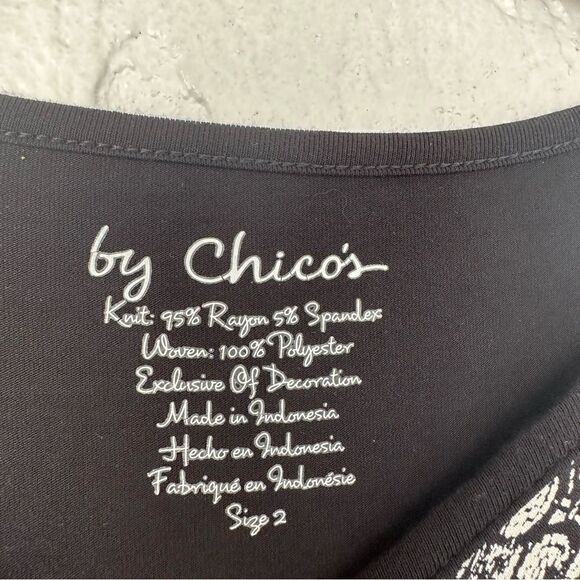 by Chico's
Knit: 95% Rayon 5% Spandex
Woven: 100% Polyester
Exclusive Of Decoration
Made in Indonesia
Hecho en Indonesia
Fabriqué en Indonésie
Size 2